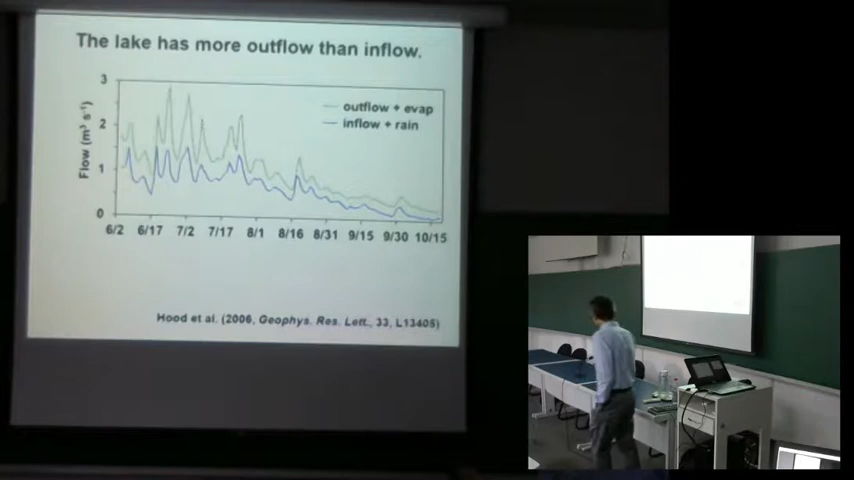 The lake has more outflow than inflow.
3
2
1
0
Flow (m³ s⁻¹)
outflow + evap
inflow + rain
6/2 6/17 7/2 7/17 8/1 8/16 8/31 9/15 9/30 10/15
Hood et al. (2006, Geophys. Res. Lett., 33, L13405)